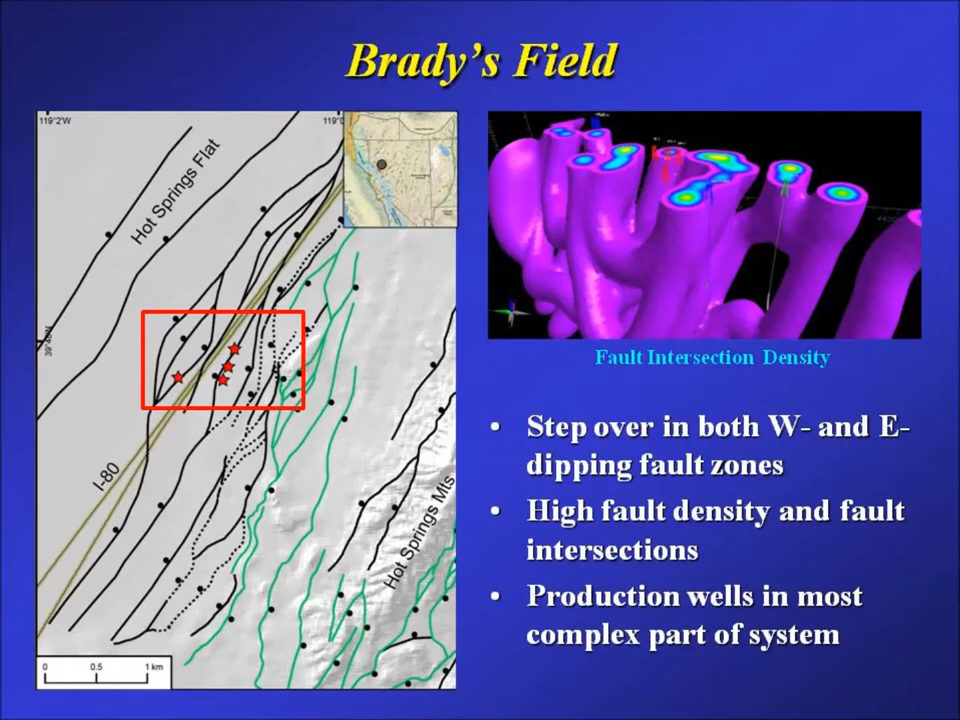 Brady's Field
119°2'W
119°0
Hot Springs Flat
39°48'N
I-80
Hot Springs Mts
0 0.5 1 km
Fault Intersection Density
• Step over in both W- and E-
dipping fault zones
• High fault density and fault
intersections
• Production wells in most
complex part of system